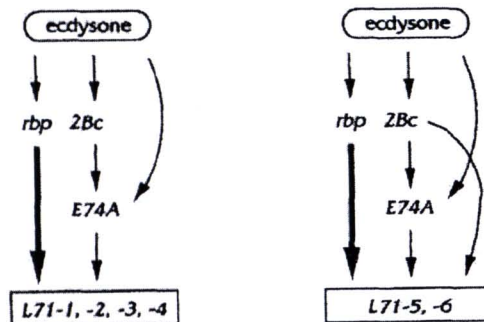 ecdysone
rbp 2Bc
E74A
L71-1, -2, -3, -4
ecdysone
rbp 2Bc
E74A
L71-5, -6